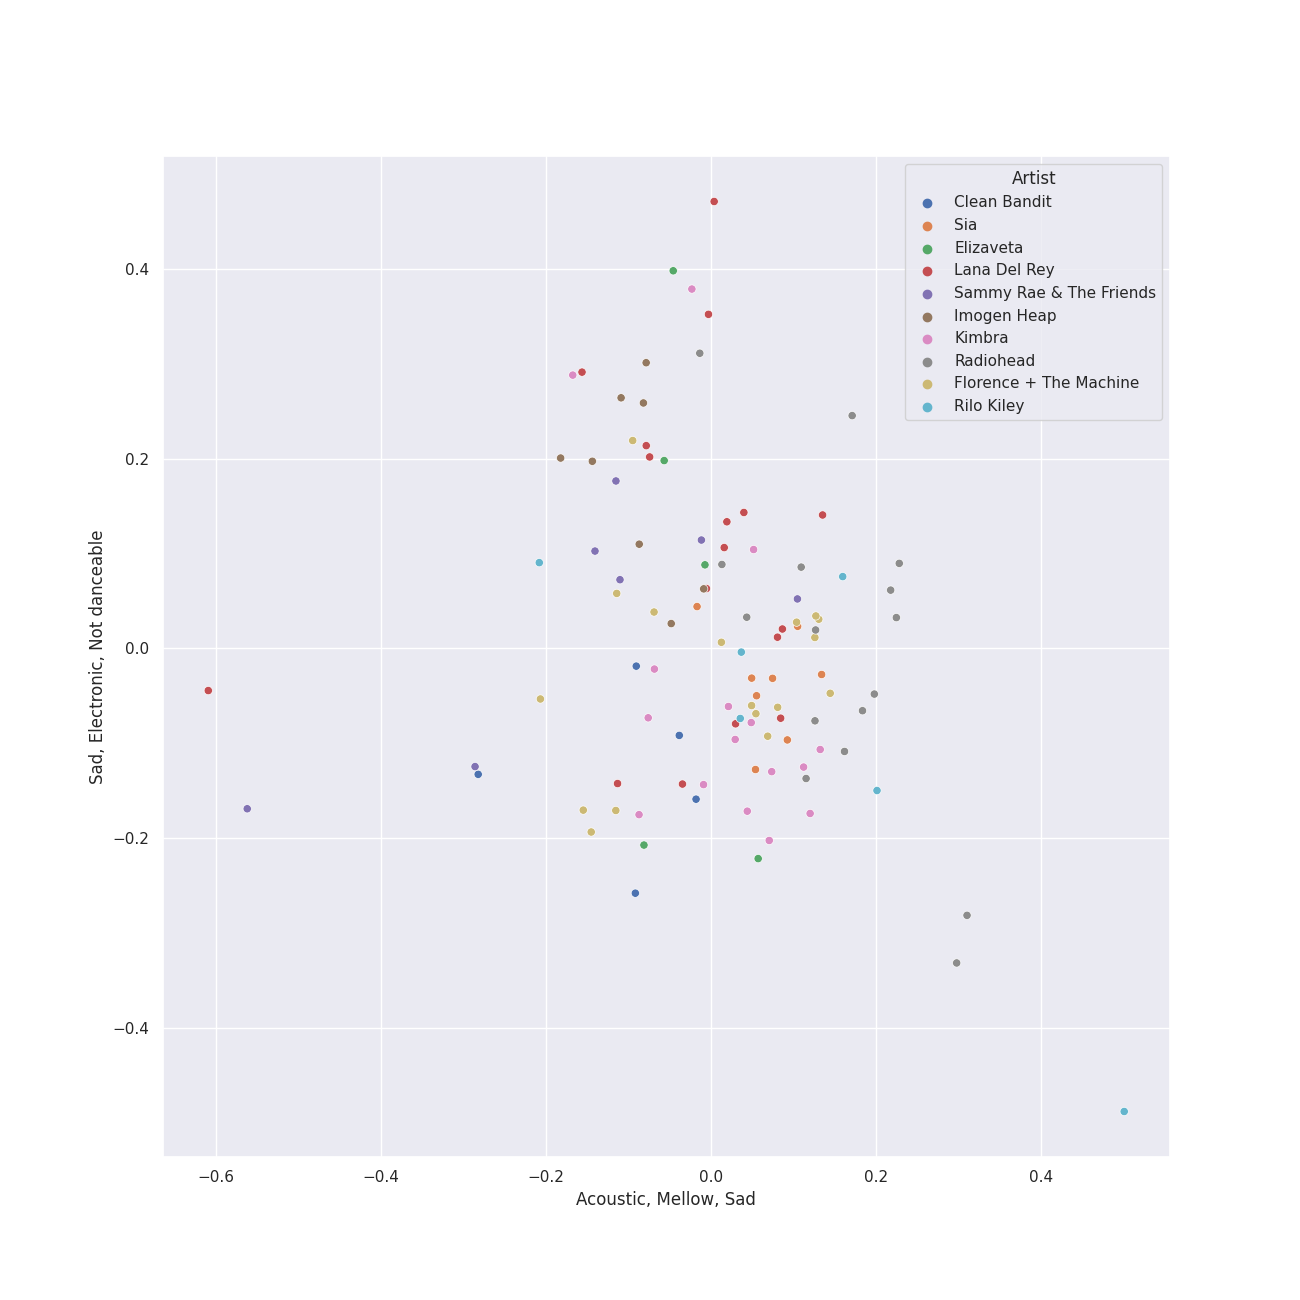 Artist
Clean Bandit
Sia
Elizaveta
Lana Del Rey
Sammy Rae & The Friends
Imogen Heap
Kimbra
Radiohead
Florence + The Machine
Rilo Kiley
0.4
0.2
0.0
−0.2
−0.4
Sad, Electronic, Not danceable
−0.6
−0.4
−0.2
0.0
0.2
0.4
Acoustic, Mellow, Sad